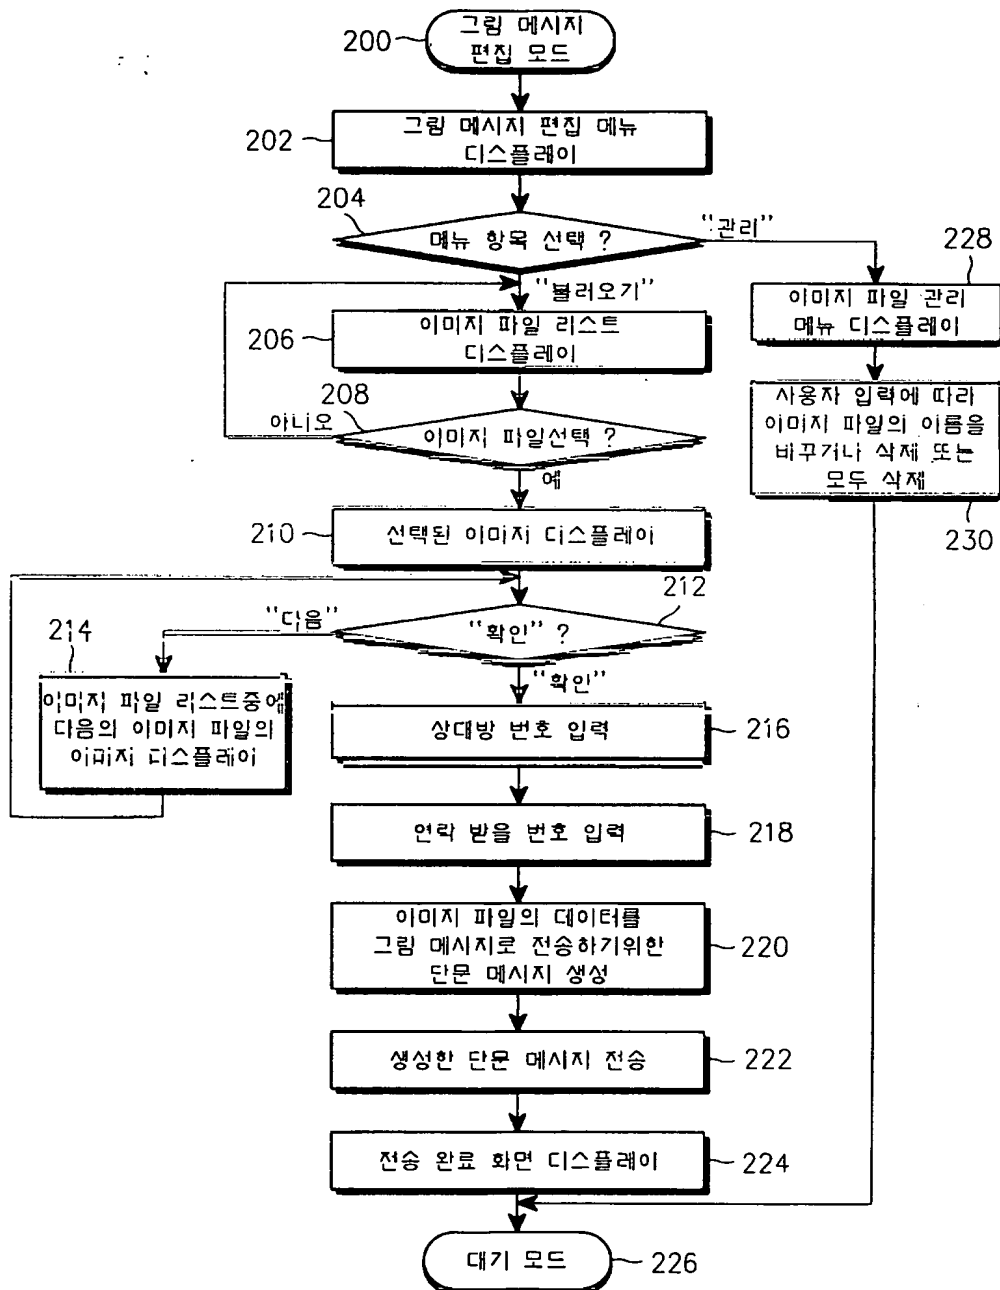 200
그림 메시지
편집 모드
202
그림 메시지 편집 메뉴
디스플레이
204
메뉴 항목 선택 ?
"관리"
"불러오기"
228
이미지 파일 관리
메뉴 디스플레이
206
이미지 파일 리스트
디스플레이
208
아니오
이미지 파일선택 ?
예
사용자 입력에 따라
이미지 파일의 이름을
바꾸거나 삭제 또는
모두 삭제
230
210
선택된 이미지 디스플레이
212
"다음"
"확인" ?
"확인"
214
이미지 파일 리스트중에
다음의 이미지 파일의
이미지 디스플레이
상대방 번호 입력
216
연락 받을 번호 입력
218
이미지 파일의 데이터를
그림 메시지로 전송하기위한
단문 메시지 생성
220
생성한 단문 메시지 전송
222
전송 완료 화면 디스플레이
224
대기 모드
226